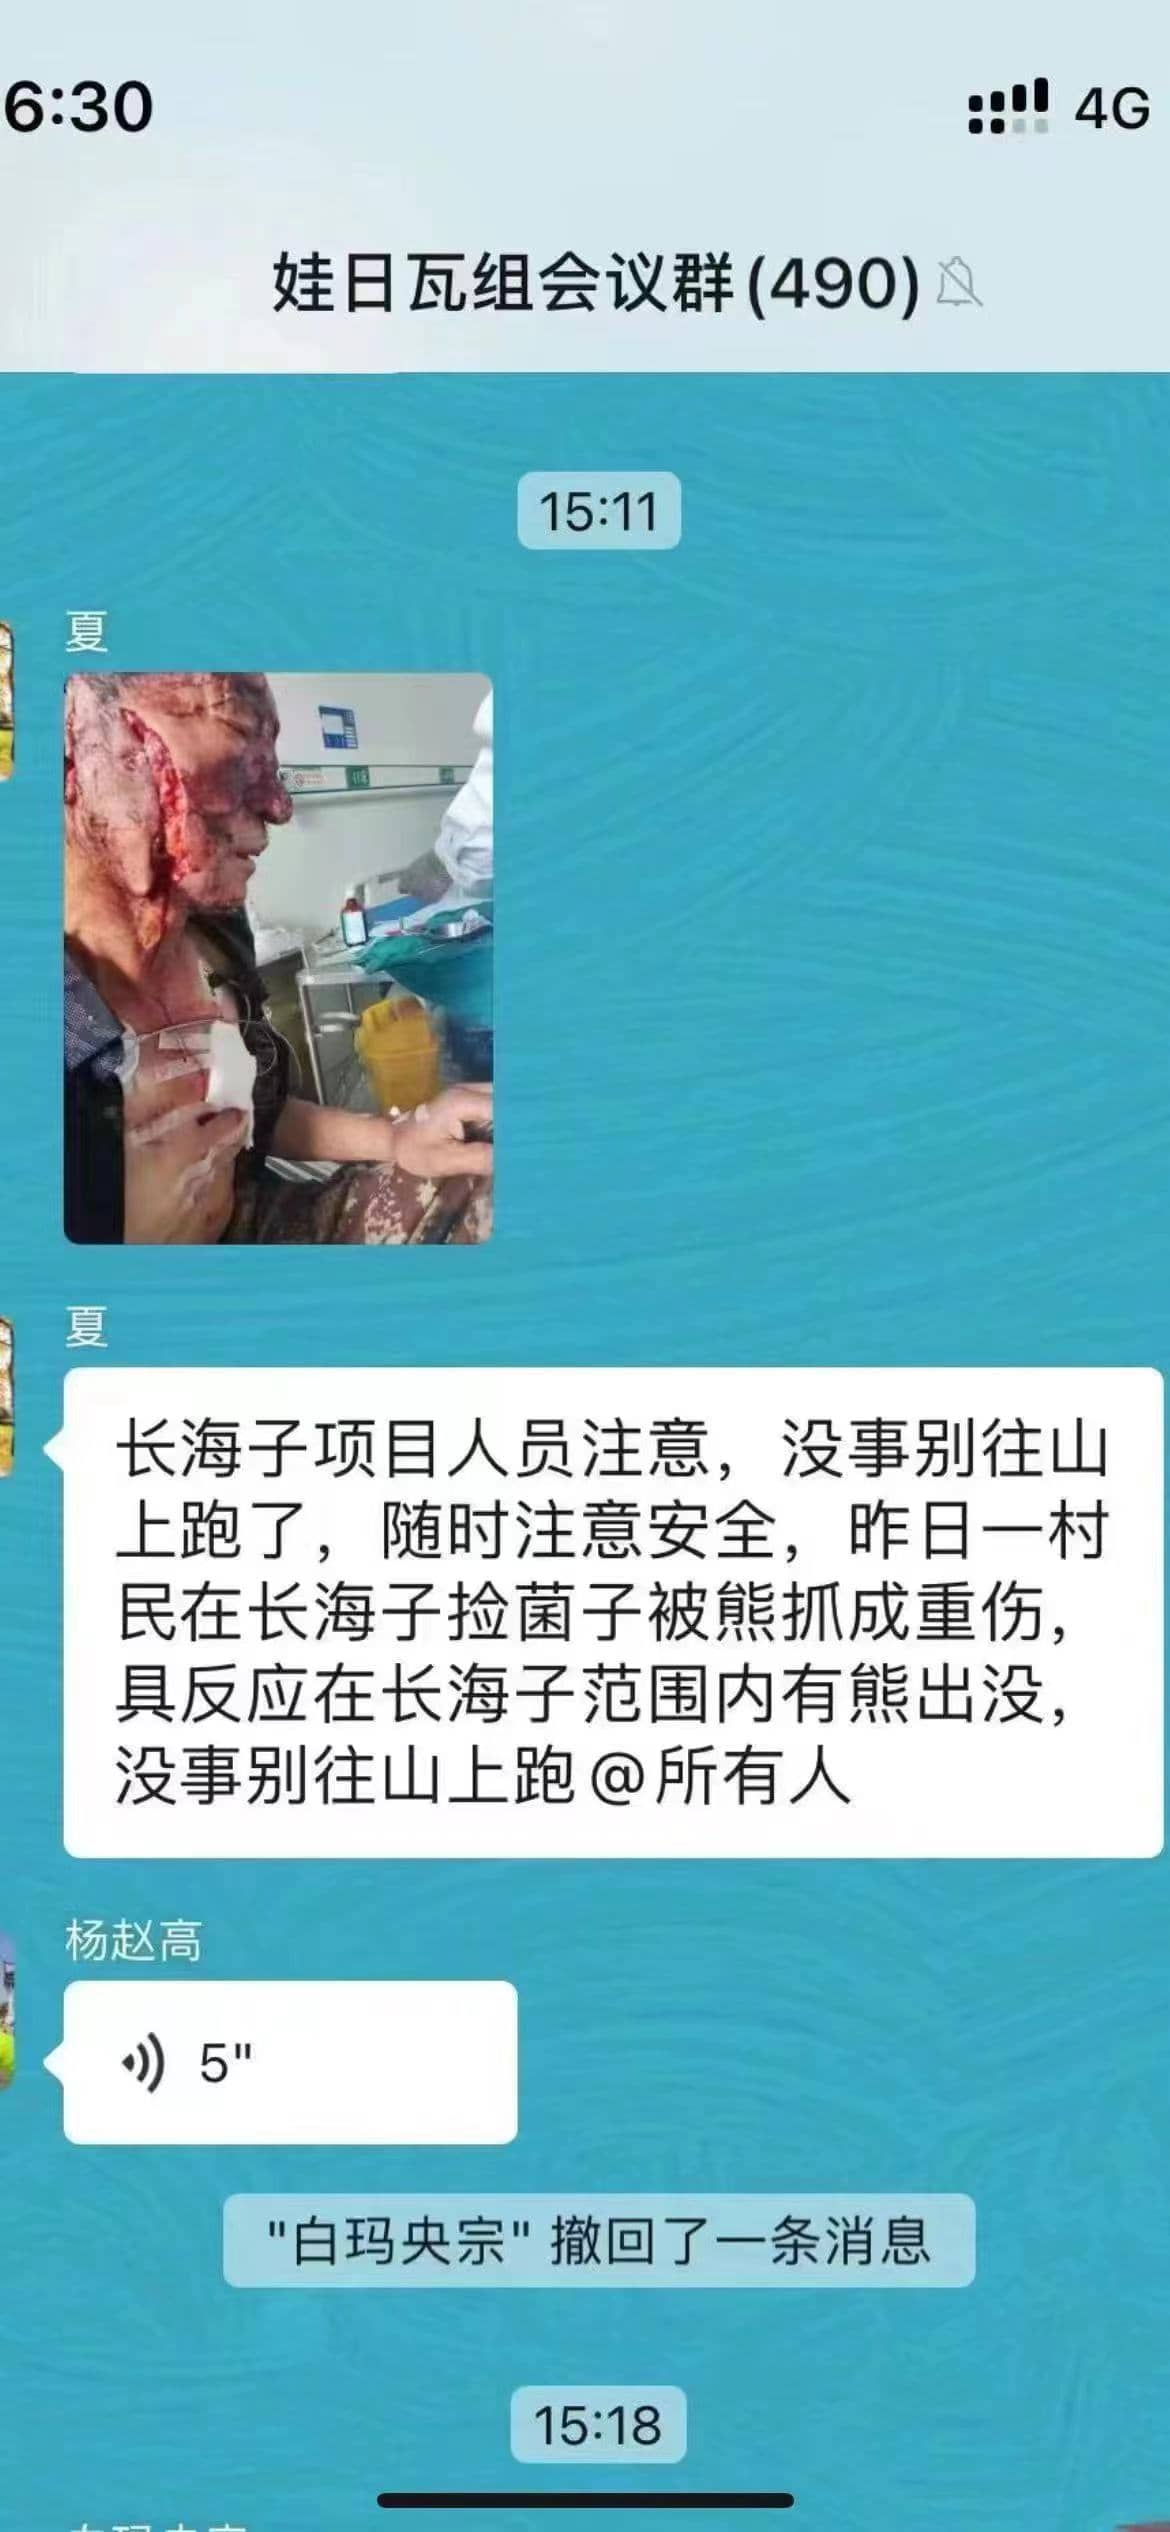 6:30
4G
娃日瓦组会议群(490)
15:11
夏
夏
长海子项目人员注意，没事别往山
上跑了，随时注意安全，昨日一村
民在长海子捡菌子被熊抓成重伤，
具反应在长海子范围内有熊出没，
没事别往山上跑@所有人
杨赵高
5"
"白玛央宗" 撤回了一条消息
15:18